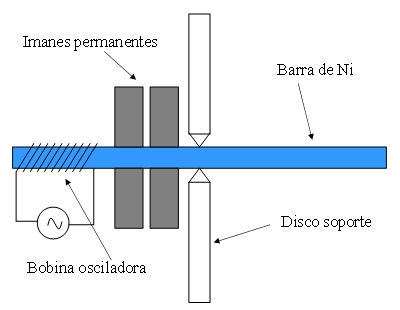 Imanes permanentes
Barra de Ni
Disco soporte
Bobina osciladora